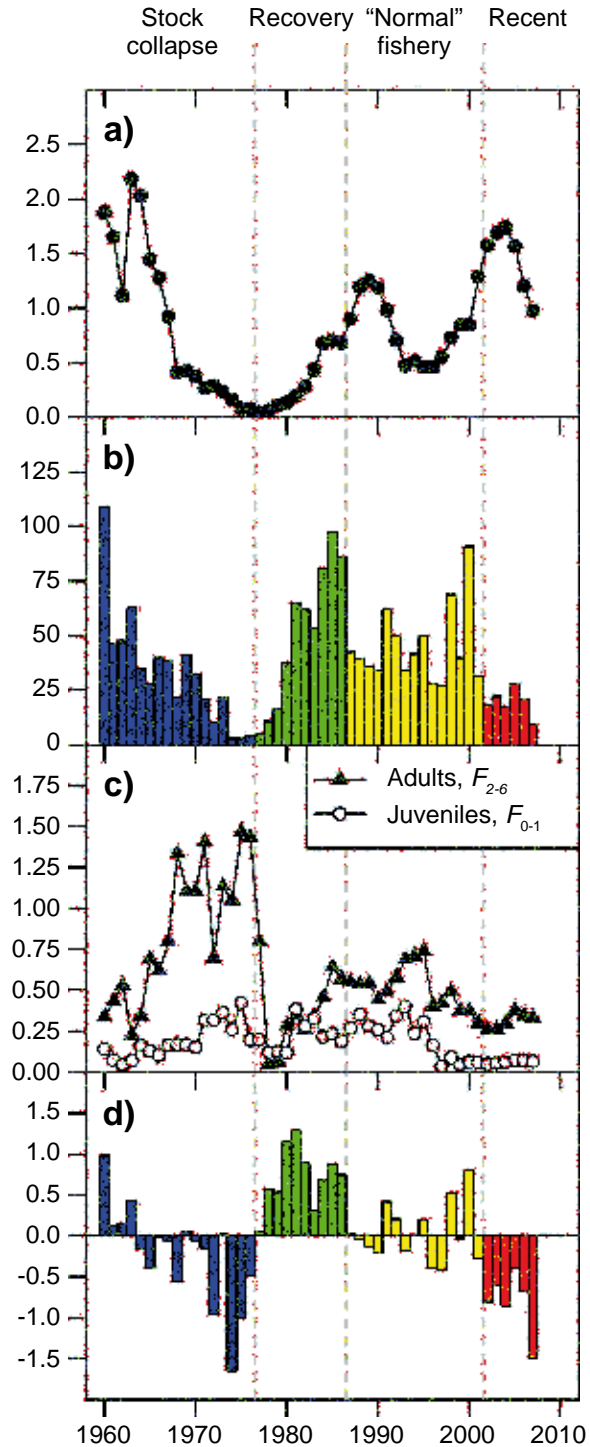 Stock
collapse
Recovery
“Normal”
fishery
Recent
a)
2.5
2.0
1.5
1.0
0.5
0.0
b)
125
100
75
50
25
0
c)
1.75
1.50
1.25
1.00
0.75
0.50
0.25
0.00
Adults, F2-6
Juveniles, F0-1
d)
1.5
1.0
0.5
0.0
-0.5
-1.0
-1.5
1960 1970 1980 1990 2000 2010